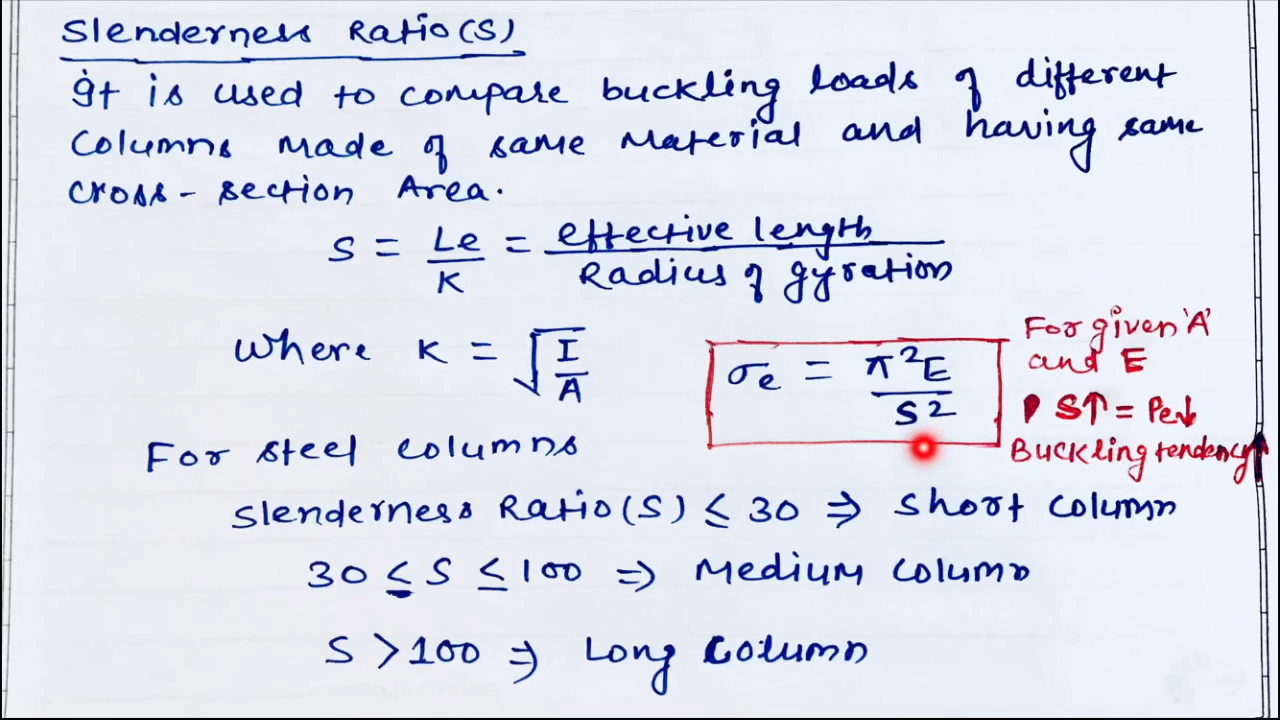 Slenderness Ratio(S)
It is used to compare buckling loads of different
columns made of same material and having same
cross-section Area.
S = Le/K = effective length/Radius of gyration
Where K = √(I/A)
σe = π²E/S²
For given 'A'
and E
S↑ = Pe↓
Buckling tendency↑
For steel columns
Slenderness Ratio(S) ≤ 30 ⇒ Short column
30 ≤ S ≤ 100 ⇒ Medium column
S > 100 ⇒ Long Column